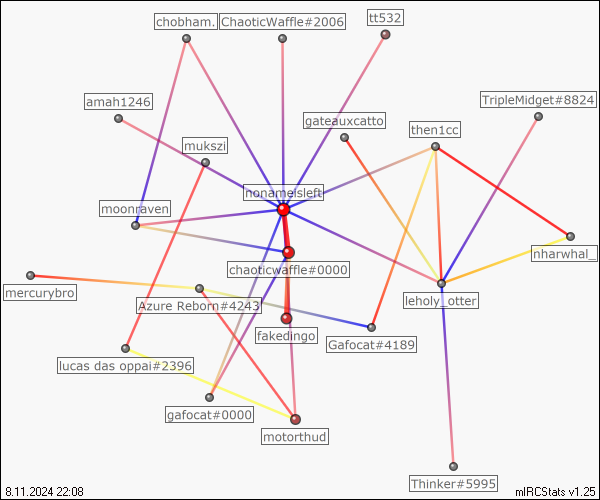 chobham.
ChaoticWaffle#2006
tt532
amah1246
TripleMidget#8824
gateauxcatto
then1cc
mukszi
nonameisleft
moonraven
nharwhal_
chaoticwaffle#0000
mercurybro
Azure Reborn#4243
leholy_otter
fakedingo
Gafocat#4189
lucas das oppai#2396
gafocat#0000
motorthud
Thinker#5995
8.11.2024 22:08
mIRCStats v1.25